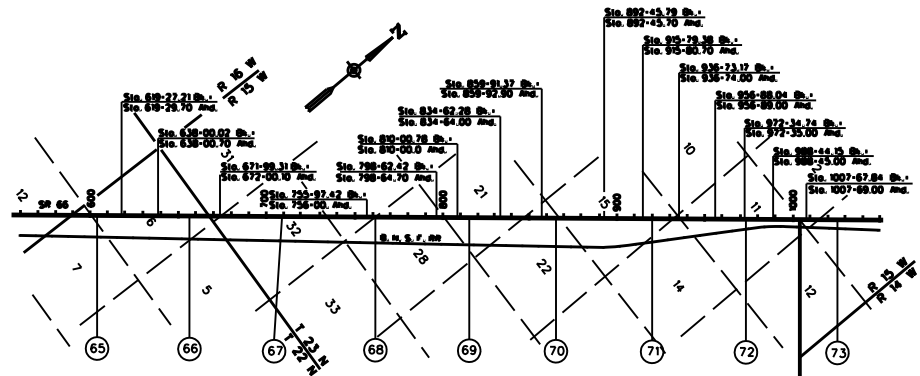 Sta. 892+45.79 Bk.=
Sta. 892+45.70 Ahd.
Sta. 915+79.38 Bk.=
Sta. 915+80.70 Ahd.
Sta. 936+73.17 Bk.=
Sta. 936+74.00 Ahd.
Sta. 956+88.04 Bk.=
Sta. 956+89.00 Ahd.
Sta. 972+34.74 Bk.=
Sta. 972+35.00 Ahd.
Sta. 988+44.15 Bk.=
Sta. 988+45.00 Ahd.
Sta. 1007+67.84 Bk.=
Sta. 1007+69.00 Ahd.
N
R 16 W
R 15 W
Sta. 859+91.37 Bk.=
Sta. 859+92.90 Ahd.
Sta. 834+62.28 Bk.=
Sta. 834+64.00 Ahd.
Sta. 810+00.78 Bk.=
Sta. 810+00.0 Ahd.
Sta. 798+62.42 Bk.=
Sta. 798+64.70 Ahd.
Sta. 619+27.21 Bk.=
Sta. 619+29.70 Ahd.
Sta. 638+00.02 Bk.=
Sta. 638+00.70 Ahd.
Sta. 671+99.31 Bk.=
Sta. 672+00.10 Ahd.
Sta. 755+97.42 Bk.=
Sta. 756+00. Ahd.
12
SR 66
600
31
700
800
21
15
900
10
11
1000
2
7
6
5
32
33
B. N. S. F. RR
28
22
14
12
T 23 N
T 22 N
R 15 W
R 14 W
65
66
67
68
69
70
71
72
73